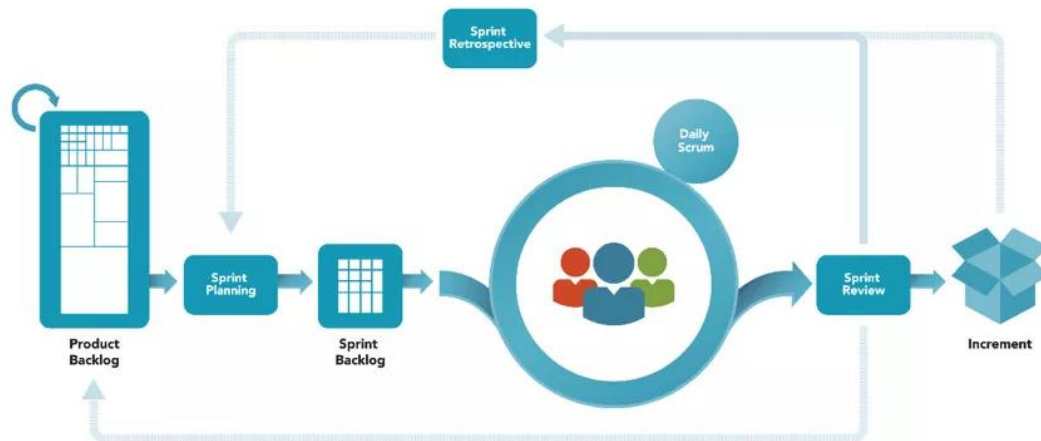 Sprint
Retrospective
Daily
Scrum
Sprint
Planning
Sprint
Review
Product
Backlog
Sprint
Backlog
Increment